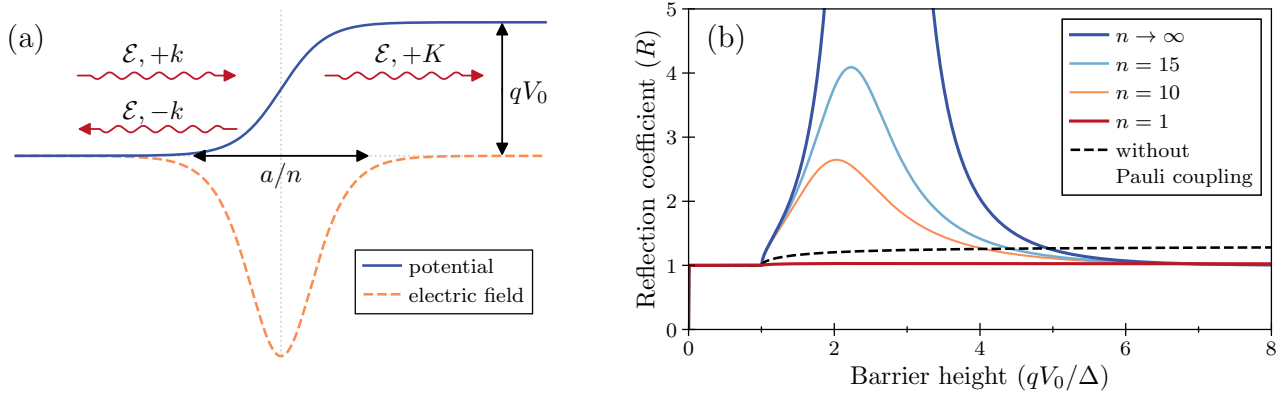 (a)
ℰ, +k
ℰ, +K
ℰ, −k
qV₀
a/n
potential
electric field
(b)
Reflection coefficient (R)
5
4
3
2
1
0
n → ∞
n = 15
n = 10
n = 1
without
Pauli coupling
0
2
4
6
8
Barrier height (qV₀/Δ)